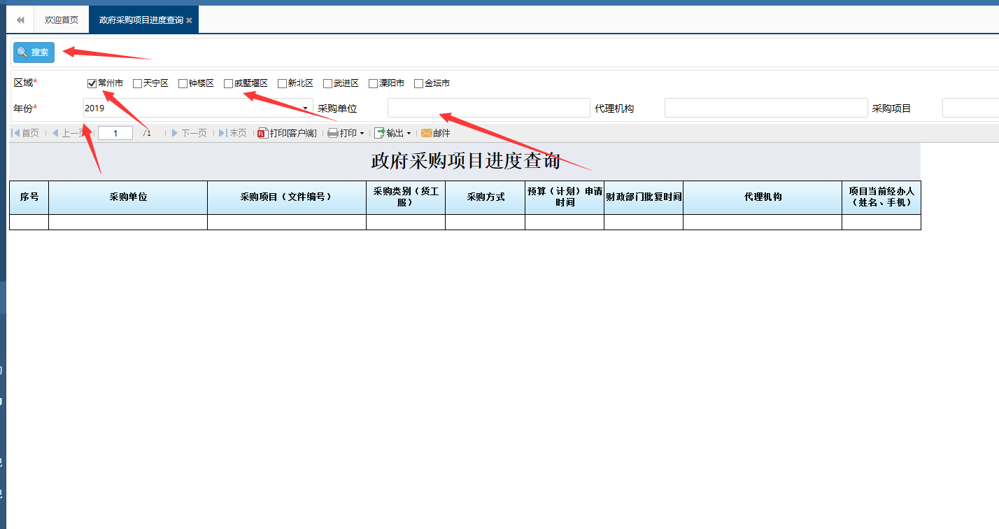 欢迎首页 政府采购项目进度查询
搜索
区域* 常州市 天宁区 钟楼区 戚墅堰区 新北区 武进区 溧阳市 金坛市
年份* 2019 采购单位 代理机构 采购项目
首页 上一页 1 /1 下一页 末页 打印[客户端] 打印 输出 邮件
政府采购项目进度查询
序号 采购单位 采购项目（文件编号） 采购类别（货工服） 采购方式 预算（计划）申请时间 财政部门批复时间 代理机构 项目当前经办人（姓名、手机）